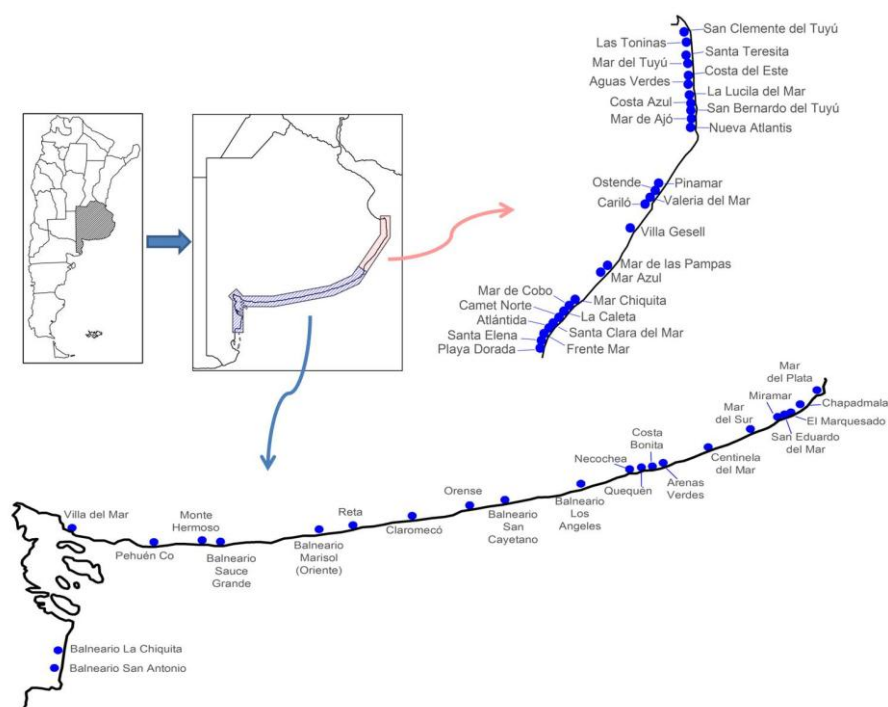 San Clemente del Tuyú
Las Toninas
Santa Teresita
Mar del Tuyú
Costa del Este
Aguas Verdes
La Lucila del Mar
Costa Azul
San Bernardo del Tuyú
Mar de Ajó
Nueva Atlantis
Ostende
Pinamar
Valeria del Mar
Cariló
Villa Gesell
Mar de las Pampas
Mar Azul
Mar de Cobo
Mar Chiquita
Camet Norte
La Caleta
Atlántida
Santa Clara del Mar
Santa Elena
Frente Mar
Playa Dorada
Mar
del Plata
Miramar
Chapadmala
Mar
del Sur
El Marquesado
San Eduardo
del Mar
Costa
Bonita
Centinela
del Mar
Necochea
Quequén
Arenas
Verdes
Orense
Balneario
Los
Angeles
Balneario
San
Cayetano
Reta
Claromecó
Monte
Hermoso
Balneario
Marisol
(Oriente)
Villa del Mar
Pehuén Co
Balneario
Sauce
Grande
Balneario La Chiquita
Balneario San Antonio